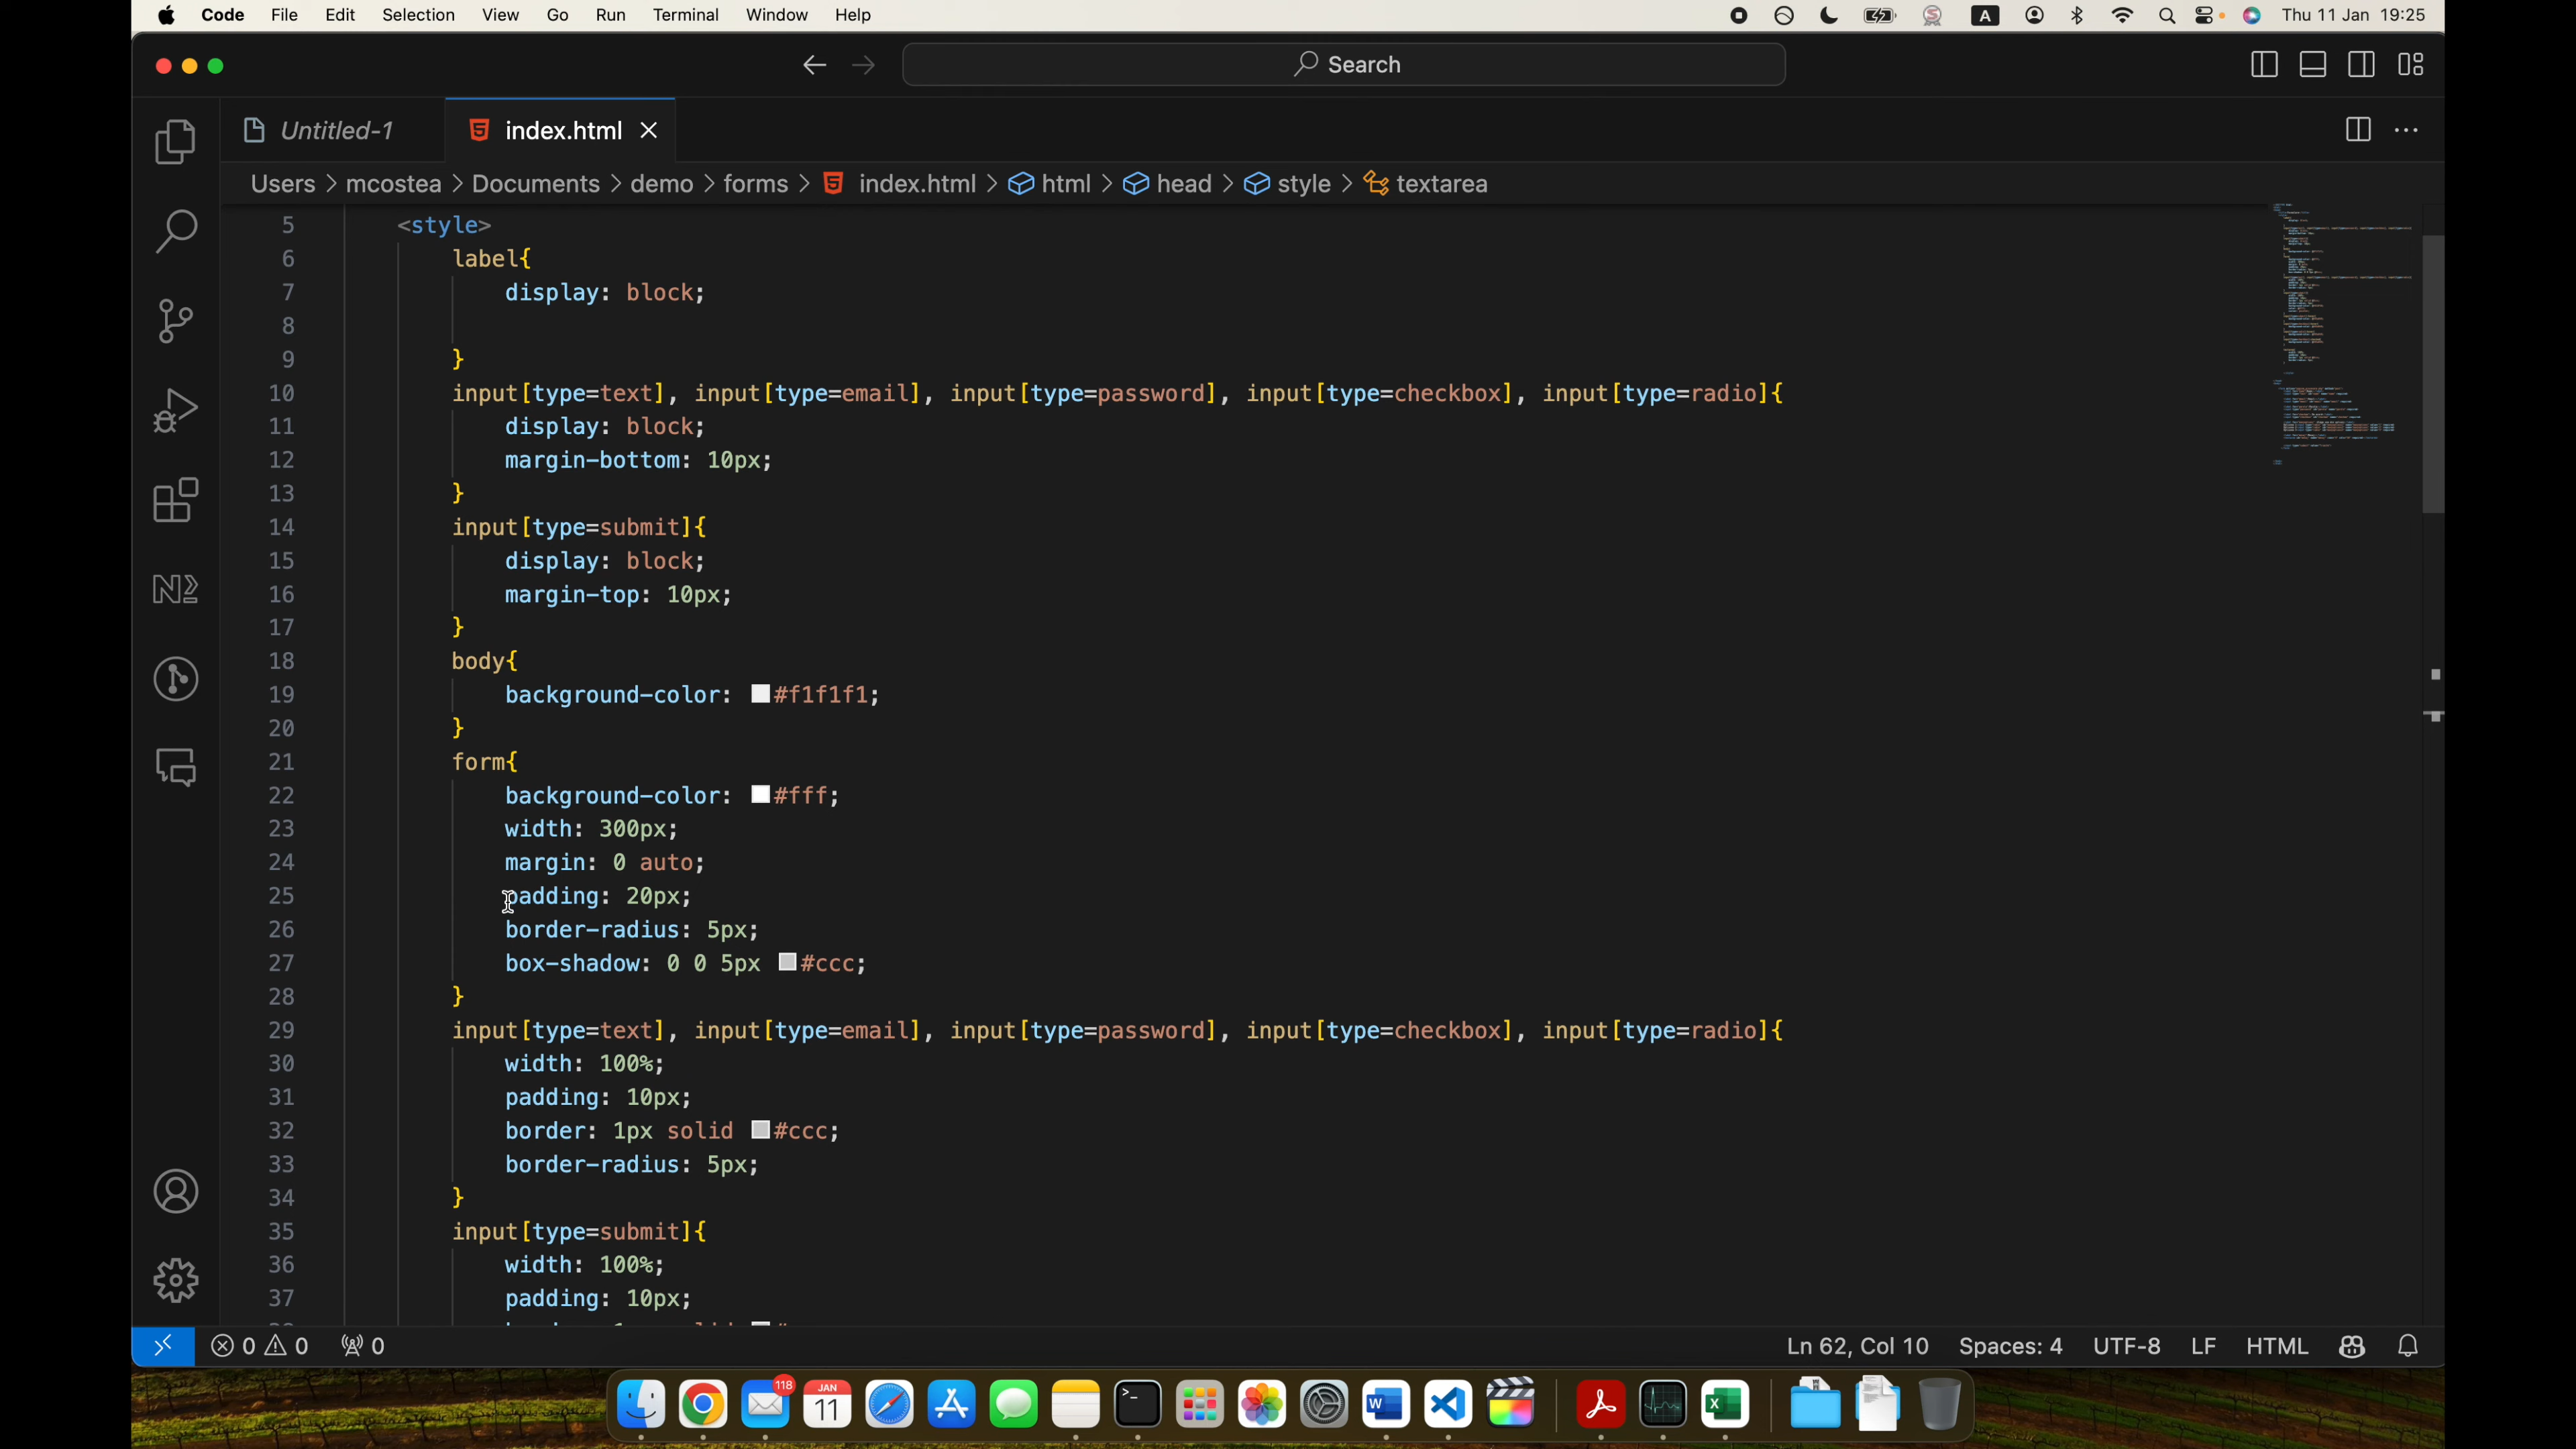 Code File Edit Selection View Go Run Terminal Window Help A Thu 11 Jan 19:25
Search
Untitled-1 index.html
Users > mcostea > Documents > demo > forms > index.html > html > head > style > textarea
5 <style>
6 label{
7 display: block;
8
9 }
10 input[type=text], input[type=email], input[type=password], input[type=checkbox], input[type=radio]{
11 display: block;
12 margin-bottom: 10px;
13 }
14 input[type=submit]{
15 display: block;
16 margin-top: 10px;
17 }
18 body{
19 background-color: #f1f1f1;
20 }
21 form{
22 background-color: #fff;
23 width: 300px;
24 margin: 0 auto;
25 padding: 20px;
26 border-radius: 5px;
27 box-shadow: 0 0 5px #ccc;
28 }
29 input[type=text], input[type=email], input[type=password], input[type=checkbox], input[type=radio]{
30 width: 100%;
31 padding: 10px;
32 border: 1px solid #ccc;
33 border-radius: 5px;
34 }
35 input[type=submit]{
36 width: 100%;
37 padding: 10px;
0 0 0 Ln 62, Col 10 Spaces: 4 UTF-8 LF HTML
118 JAN 11